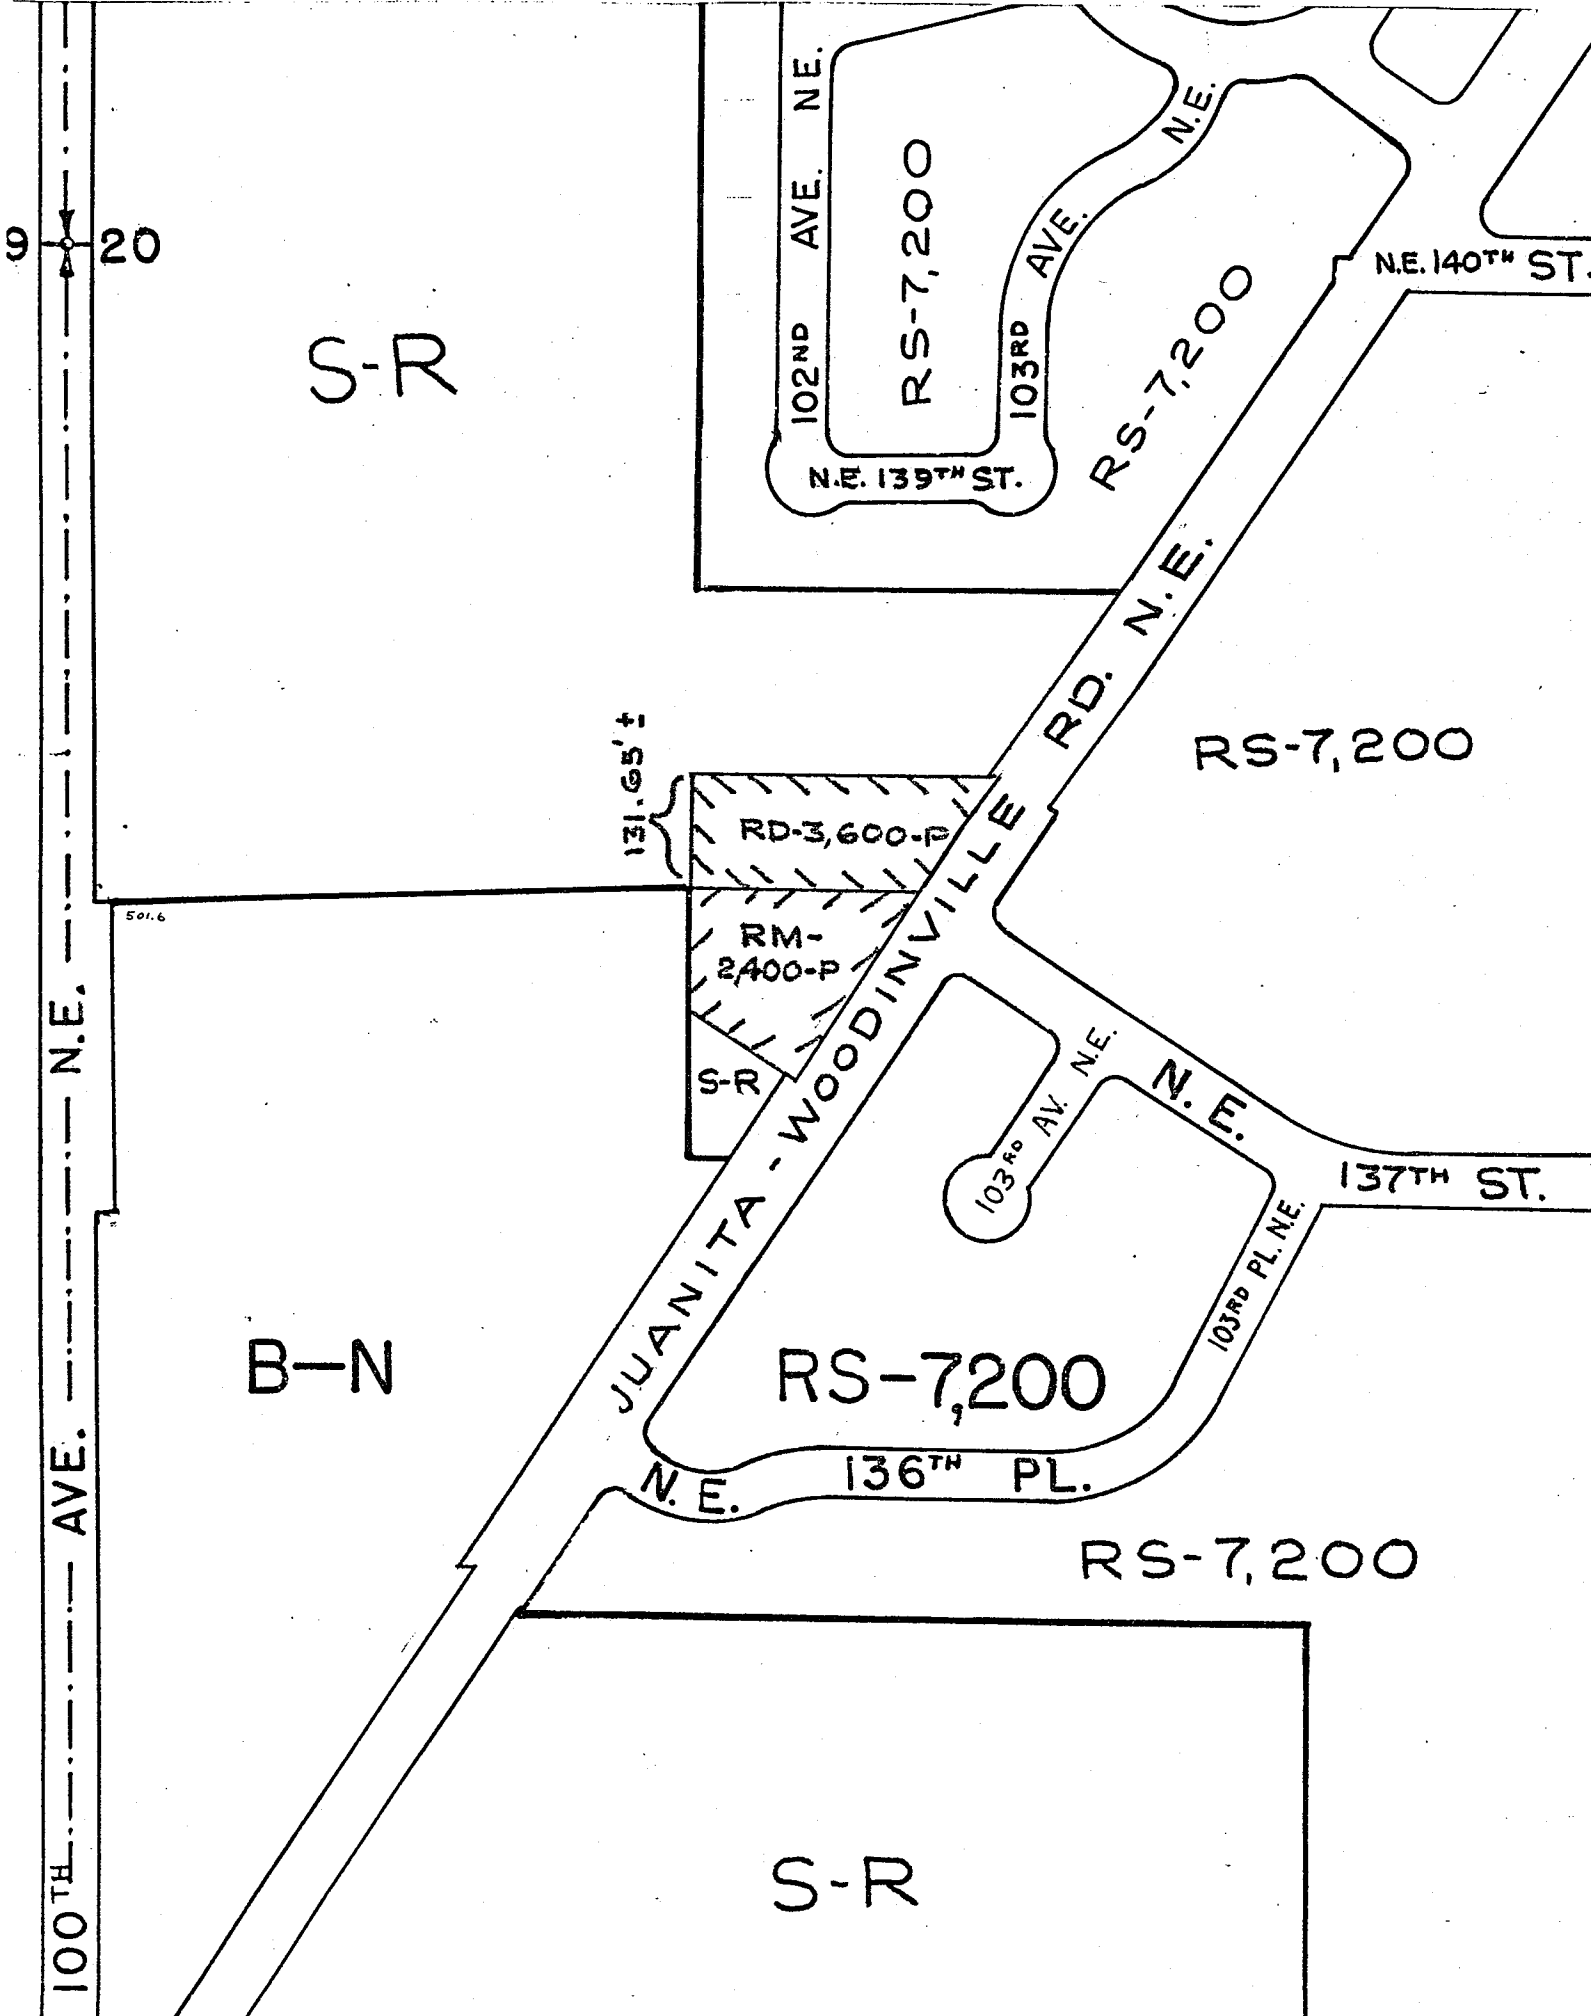 9 20
S-R
102ND AVE. N.E.
RS-7,200
103RD AVE. N.E.
RS-7,200
N.E. 139TH ST.
N.E. 140TH ST.
JUANITA-WOODINVILLE RD. N.E.
RS-7,200
131.65' ±
RD-3,600-P
RM-
2,400-P
S-R
501.6
103RD AV. N.E.
N.E. 137TH ST.
103RD PL. N.E.
B-N
RS-7,200
N.E. 136TH PL.
RS-7,200
S-R
100TH AVE. N.E.